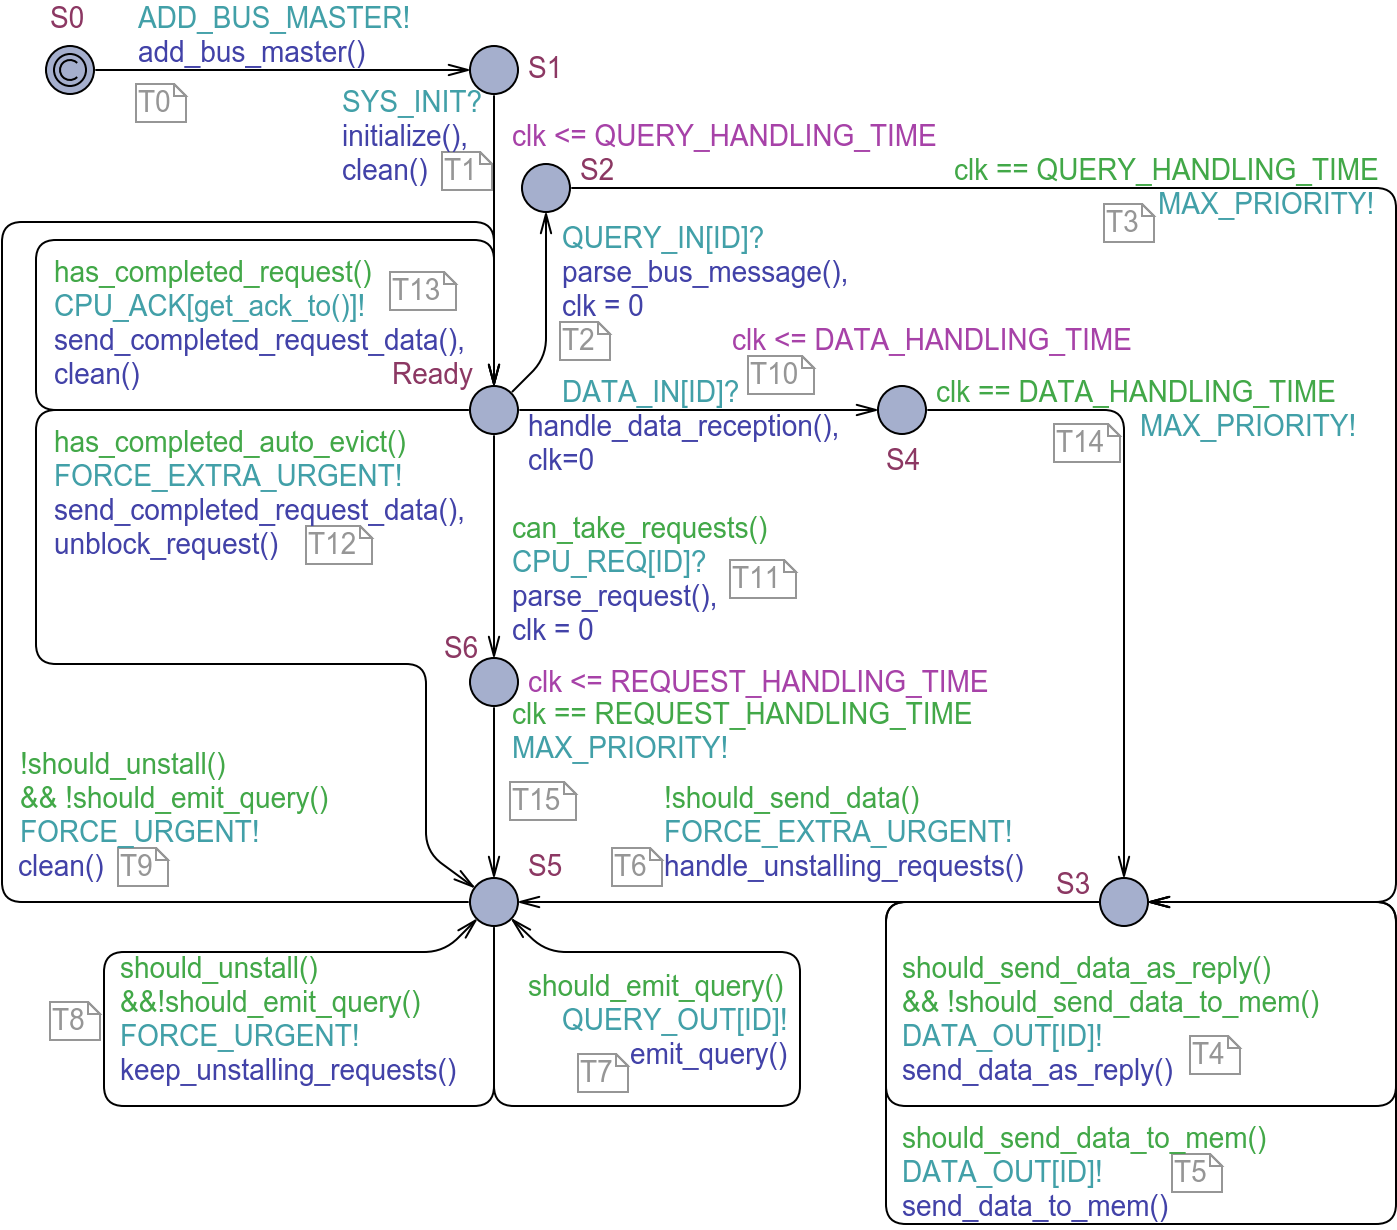 S0
ADD_BUS_MASTER!
add_bus_master()
T0
S1
SYS_INIT?
initialize(),
clean()
T1
clk <= QUERY_HANDLING_TIME
S2
clk == QUERY_HANDLING_TIME
MAX_PRIORITY!
T3
QUERY_IN[ID]?
parse_bus_message(),
clk = 0
T2
has_completed_request()
CPU_ACK[get_ack_to()]!
send_completed_request_data(),
clean()
T13
Ready
clk <= DATA_HANDLING_TIME
T10
DATA_IN[ID]?
handle_data_reception(),
clk=0
S4
clk == DATA_HANDLING_TIME
MAX_PRIORITY!
T14
has_completed_auto_evict()
FORCE_EXTRA_URGENT!
send_completed_request_data(),
unblock_request()
T12
can_take_requests()
CPU_REQ[ID]?
parse_request(),
clk = 0
T11
S6
clk <= REQUEST_HANDLING_TIME
clk == REQUEST_HANDLING_TIME
MAX_PRIORITY!
T15
!should_unstall()
&& !should_emit_query()
FORCE_URGENT!
clean()
T9
S5
!should_send_data()
FORCE_EXTRA_URGENT!
handle_unstalling_requests()
T6
S3
should_unstall()
&&!should_emit_query()
FORCE_URGENT!
keep_unstalling_requests()
T8
should_emit_query()
QUERY_OUT[ID]!
emit_query()
T7
should_send_data_as_reply()
&& !should_send_data_to_mem()
DATA_OUT[ID]!
send_data_as_reply()
T4
should_send_data_to_mem()
DATA_OUT[ID]!
send_data_to_mem()
T5